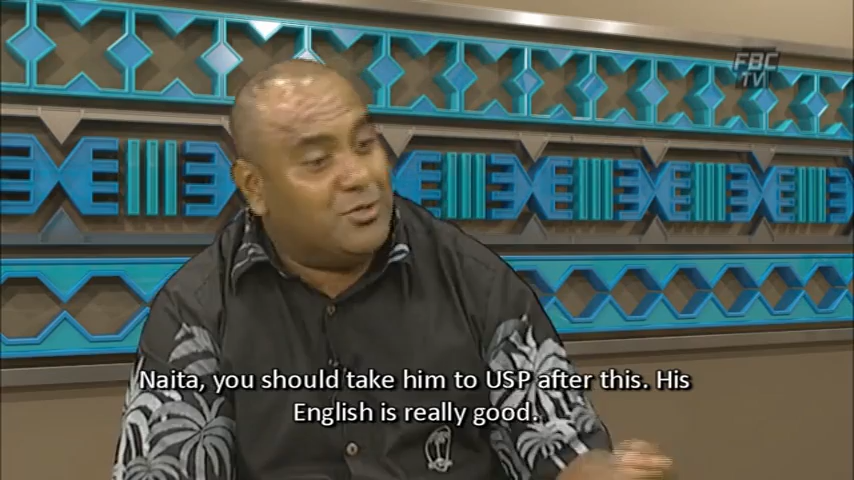 FBC
TV
Naita, you should take him to USP after this. His
English is really good.